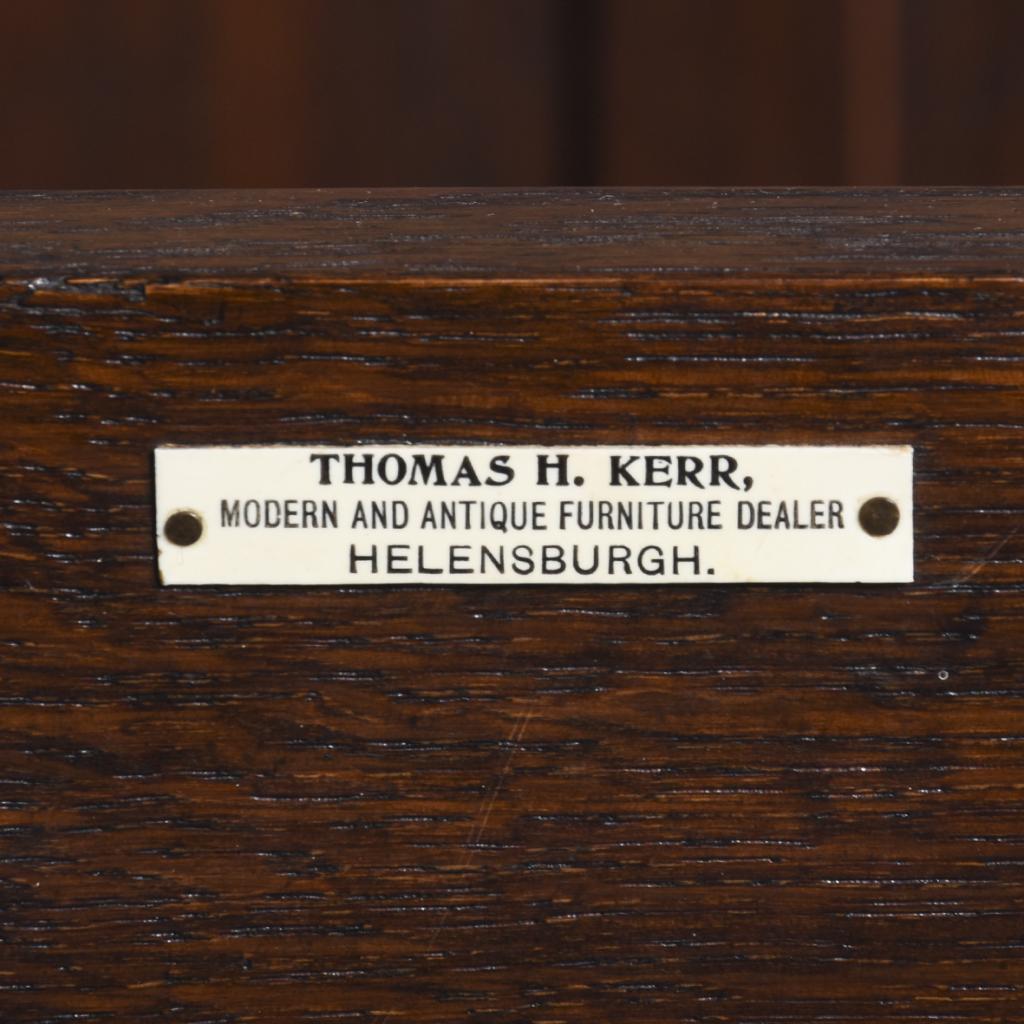 THOMAS H. KERR,
MODERN AND ANTIQUE FURNITURE DEALER
HELENSBURGH.